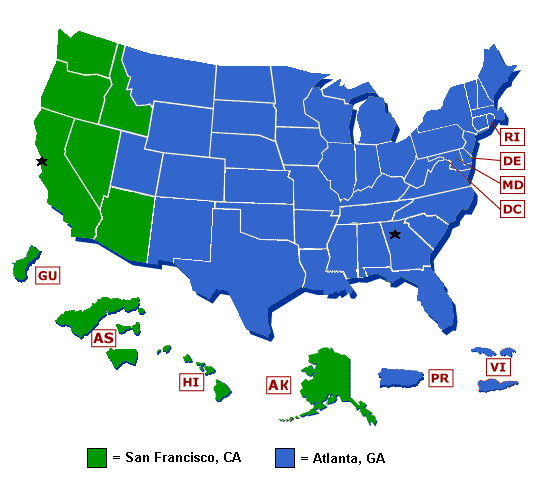 RI
DE
MD
DC
GU
AS
HI
AK
PR
VI
= San Francisco, CA
= Atlanta, GA